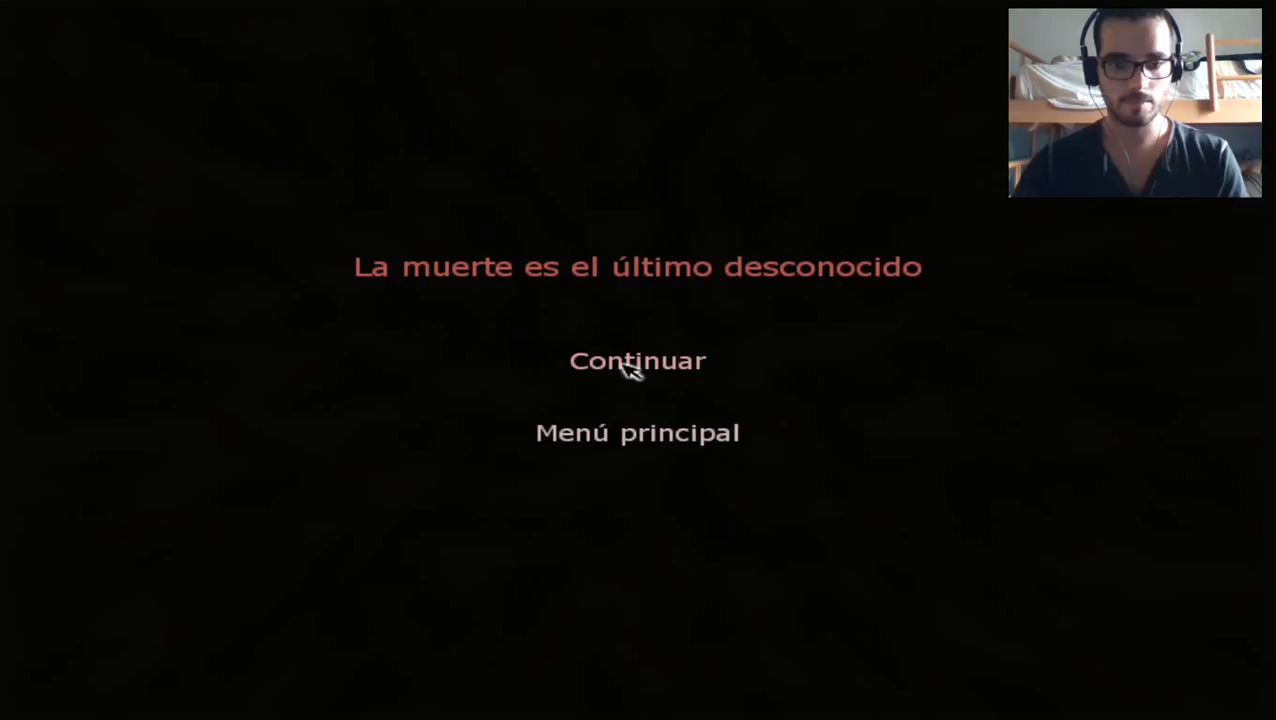 La muerte es el último desconocido
Continuar
Menú principal